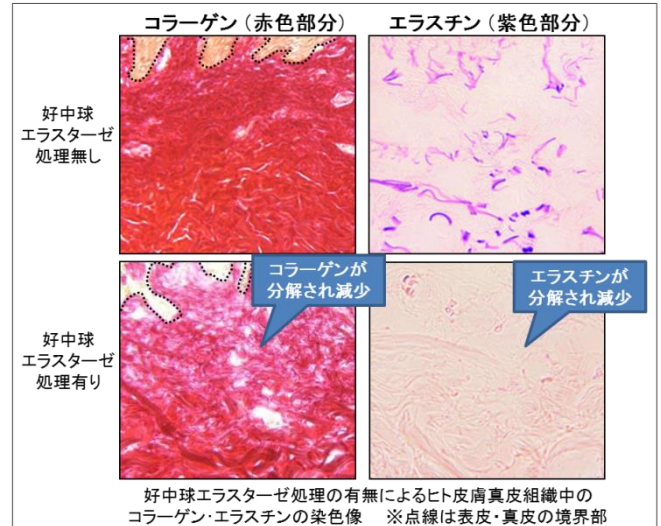 コラーゲン（赤色部分）
エラスチン（紫色部分）
好中球
エラスターゼ
処理無し
コラーゲンが
分解され減少
エラスチンが
分解され減少
好中球
エラスターゼ
処理有り
好中球エラスターゼ処理の有無によるヒト皮膚真皮組織中の
コラーゲン・エラスチンの染色像　※点線は表皮・真皮の境界部